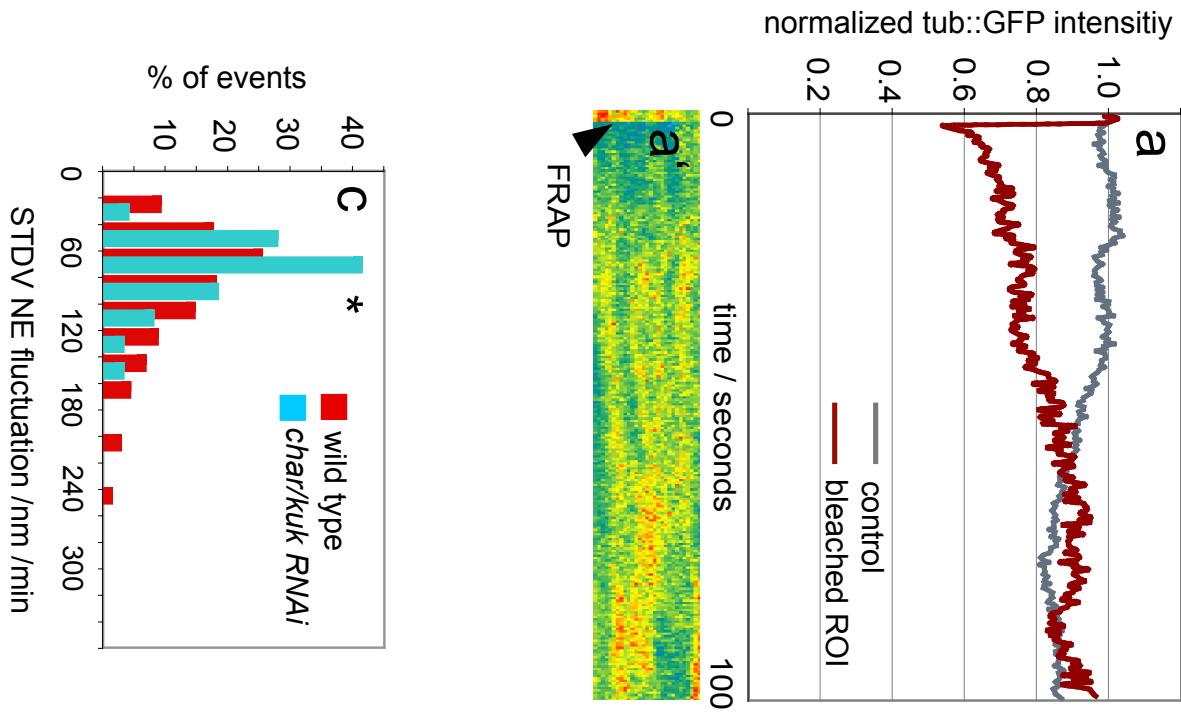 a
normalized tub::GFP intensitiy
1.0
0.8
0.6
0.4
0.2
control
bleached ROI
0
100
time / seconds
a‘
FRAP
c
% of events
40
30
20
10
*
wild type
char/kuk RNAi
0
60
120
180
240
300
STDV NE fluctuation /nm /min